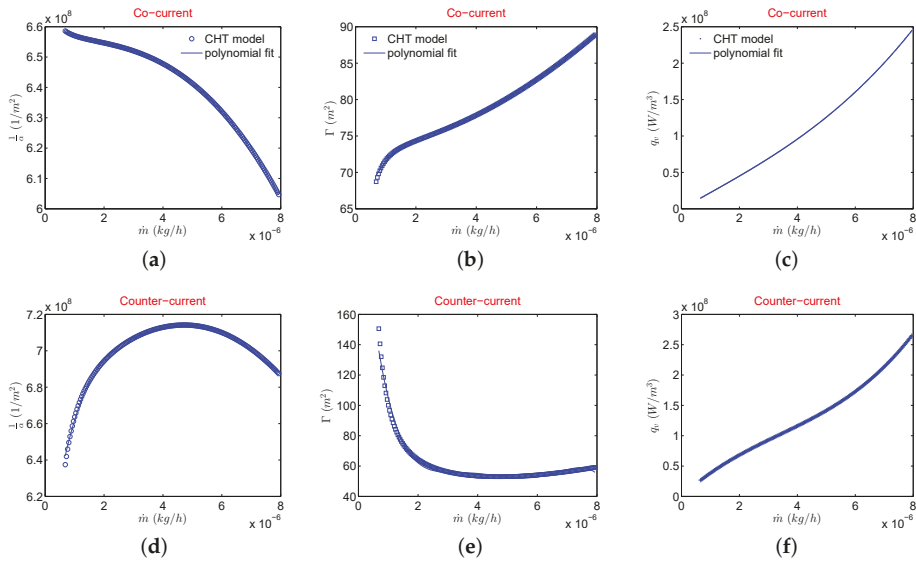 Co-current
x 10^8
6.6
6.5
6.4
6.3
6.2
6.1
6
1/α (1/m^2)
CHT model
polynomial fit
0 2 4 6 8
x 10^-6
ṁ (kg/h)
(a)
Co-current
90
85
80
75
70
65
Γ (m^2)
CHT model
polynomial fit
0 2 4 6 8
x 10^-6
ṁ (kg/h)
(b)
Co-current
x 10^8
2.5
2
1.5
1
0.5
0
q_v (W/m^3)
CHT model
polynomial fit
0 2 4 6 8
x 10^-6
ṁ (kg/h)
(c)
Counter-current
x 10^8
7.2
7
6.8
6.6
6.4
6.2
1/α (1/m^2)
0 2 4 6 8
x 10^-6
ṁ (kg/h)
(d)
Counter-current
160
140
120
100
80
60
40
Γ (m^2)
0 2 4 6 8
x 10^-6
ṁ (kg/h)
(e)
Counter-current
x 10^8
3
2.5
2
1.5
1
0.5
0
q_v (W/m^3)
0 2 4 6 8
x 10^-6
ṁ (kg/h)
(f)